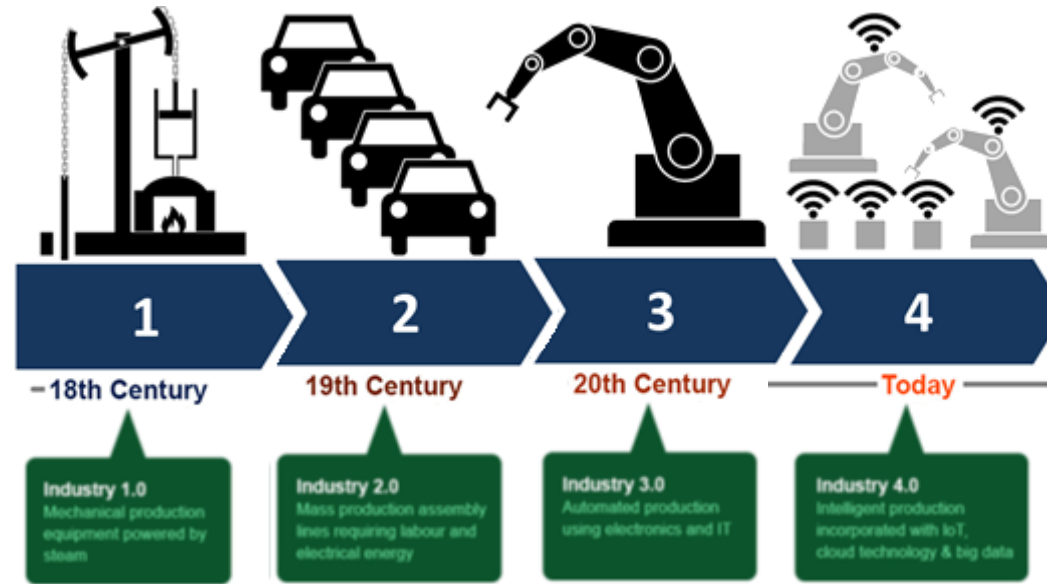 1
2
3
4
18th Century
19th Century
20th Century
Today
Industry 1.0
Mechanical production
equipment powered by
steam
Industry 2.0
Mass production assembly
lines requiring labour and
electrical energy
Industry 3.0
Automated production
using electronics and IT
Industry 4.0
Intelligent production
incorporated with IoT,
cloud technology & big data